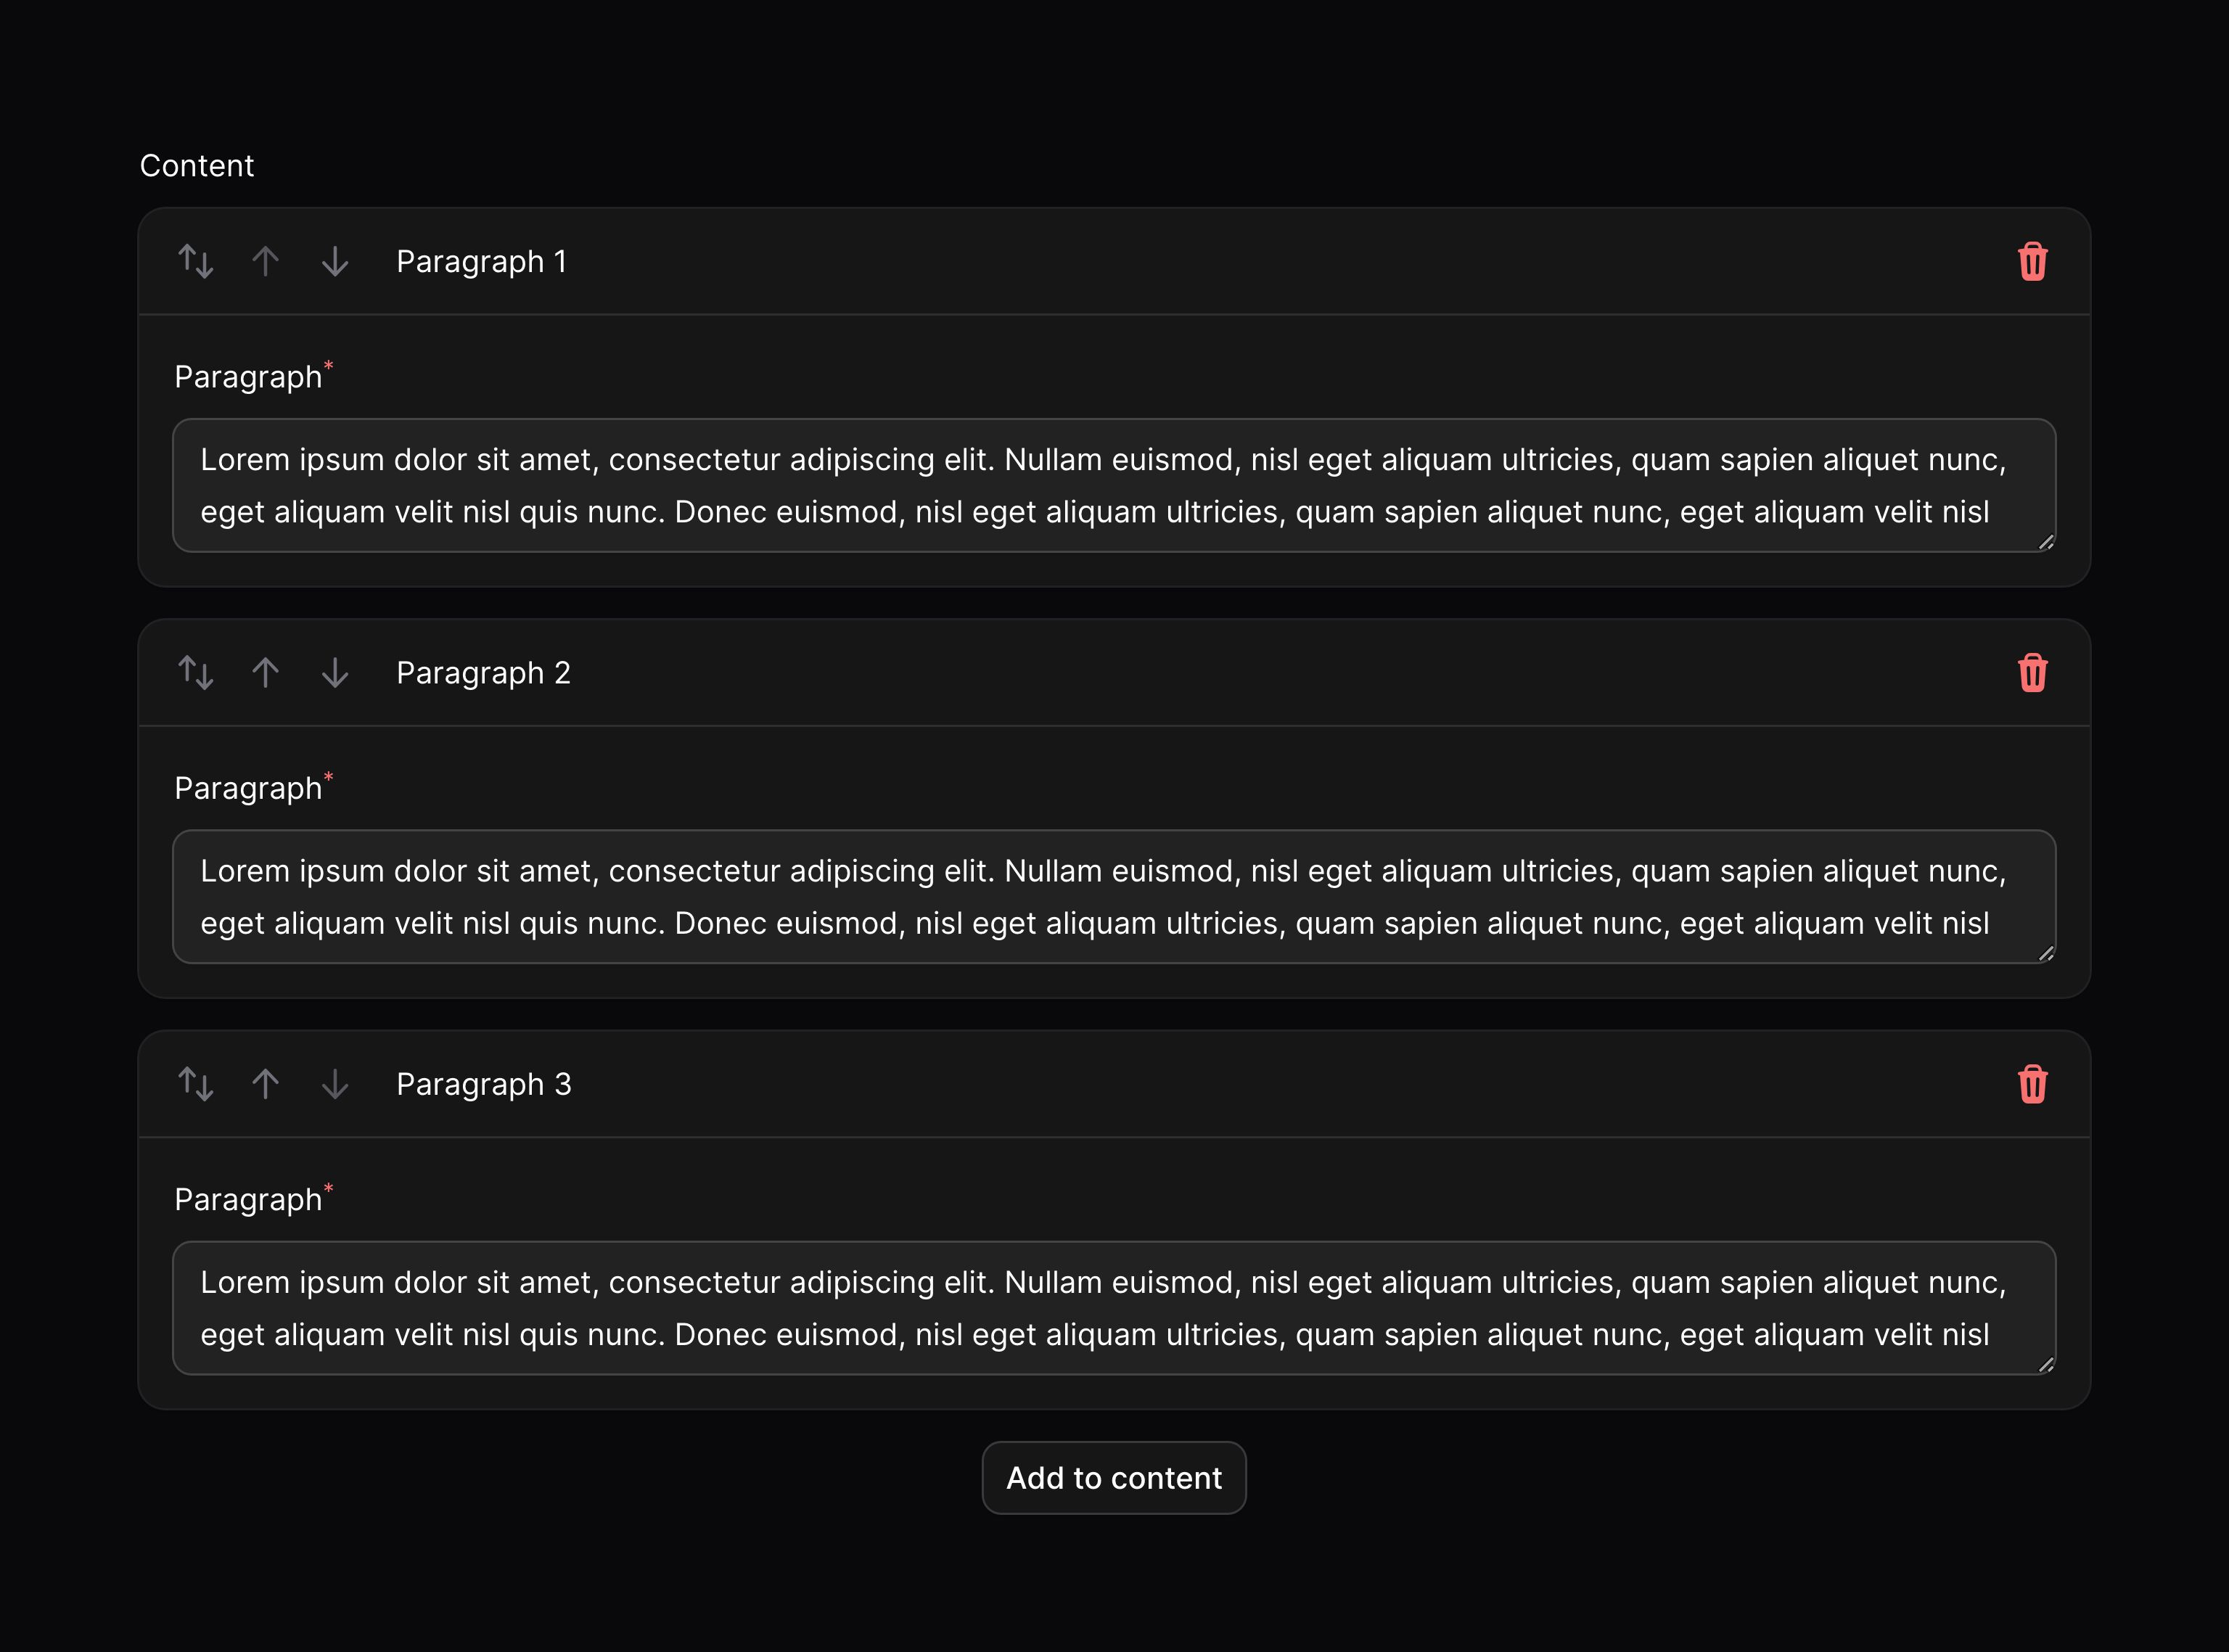 Content
Paragraph 1
Paragraph*
Lorem ipsum dolor sit amet, consectetur adipiscing elit. Nullam euismod, nisl eget aliquam ultricies, quam sapien aliquet nunc,
eget aliquam velit nisl quis nunc. Donec euismod, nisl eget aliquam ultricies, quam sapien aliquet nunc, eget aliquam velit nisl
Paragraph 2
Paragraph*
Lorem ipsum dolor sit amet, consectetur adipiscing elit. Nullam euismod, nisl eget aliquam ultricies, quam sapien aliquet nunc,
eget aliquam velit nisl quis nunc. Donec euismod, nisl eget aliquam ultricies, quam sapien aliquet nunc, eget aliquam velit nisl
Paragraph 3
Paragraph*
Lorem ipsum dolor sit amet, consectetur adipiscing elit. Nullam euismod, nisl eget aliquam ultricies, quam sapien aliquet nunc,
eget aliquam velit nisl quis nunc. Donec euismod, nisl eget aliquam ultricies, quam sapien aliquet nunc, eget aliquam velit nisl
Add to content